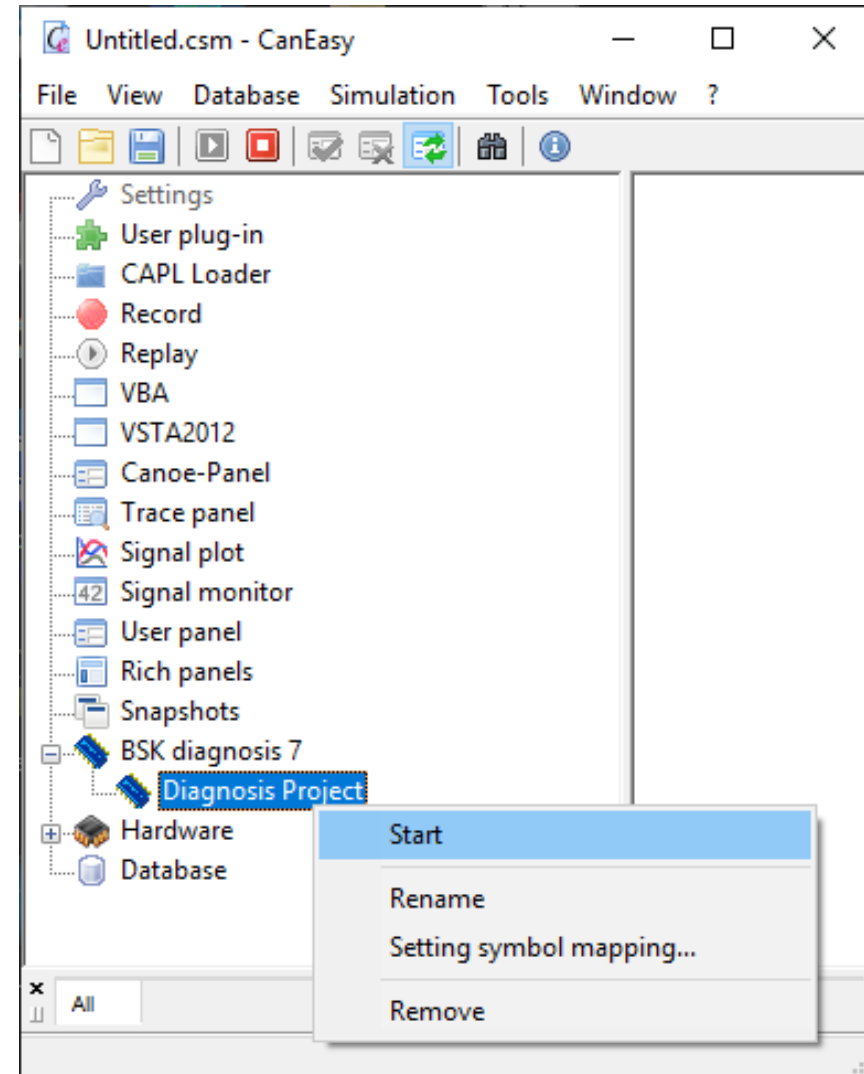 Untitled.csm - CanEasy
File View Database Simulation Tools Window ?
Settings
User plug-in
CAPL Loader
Record
Replay
VBA
VSTA2012
Canoe-Panel
Trace panel
Signal plot
42 Signal monitor
User panel
Rich panels
Snapshots
BSK diagnosis 7
Diagnosis Project
Hardware
Database
Start
Rename
Setting symbol mapping...
Remove
All